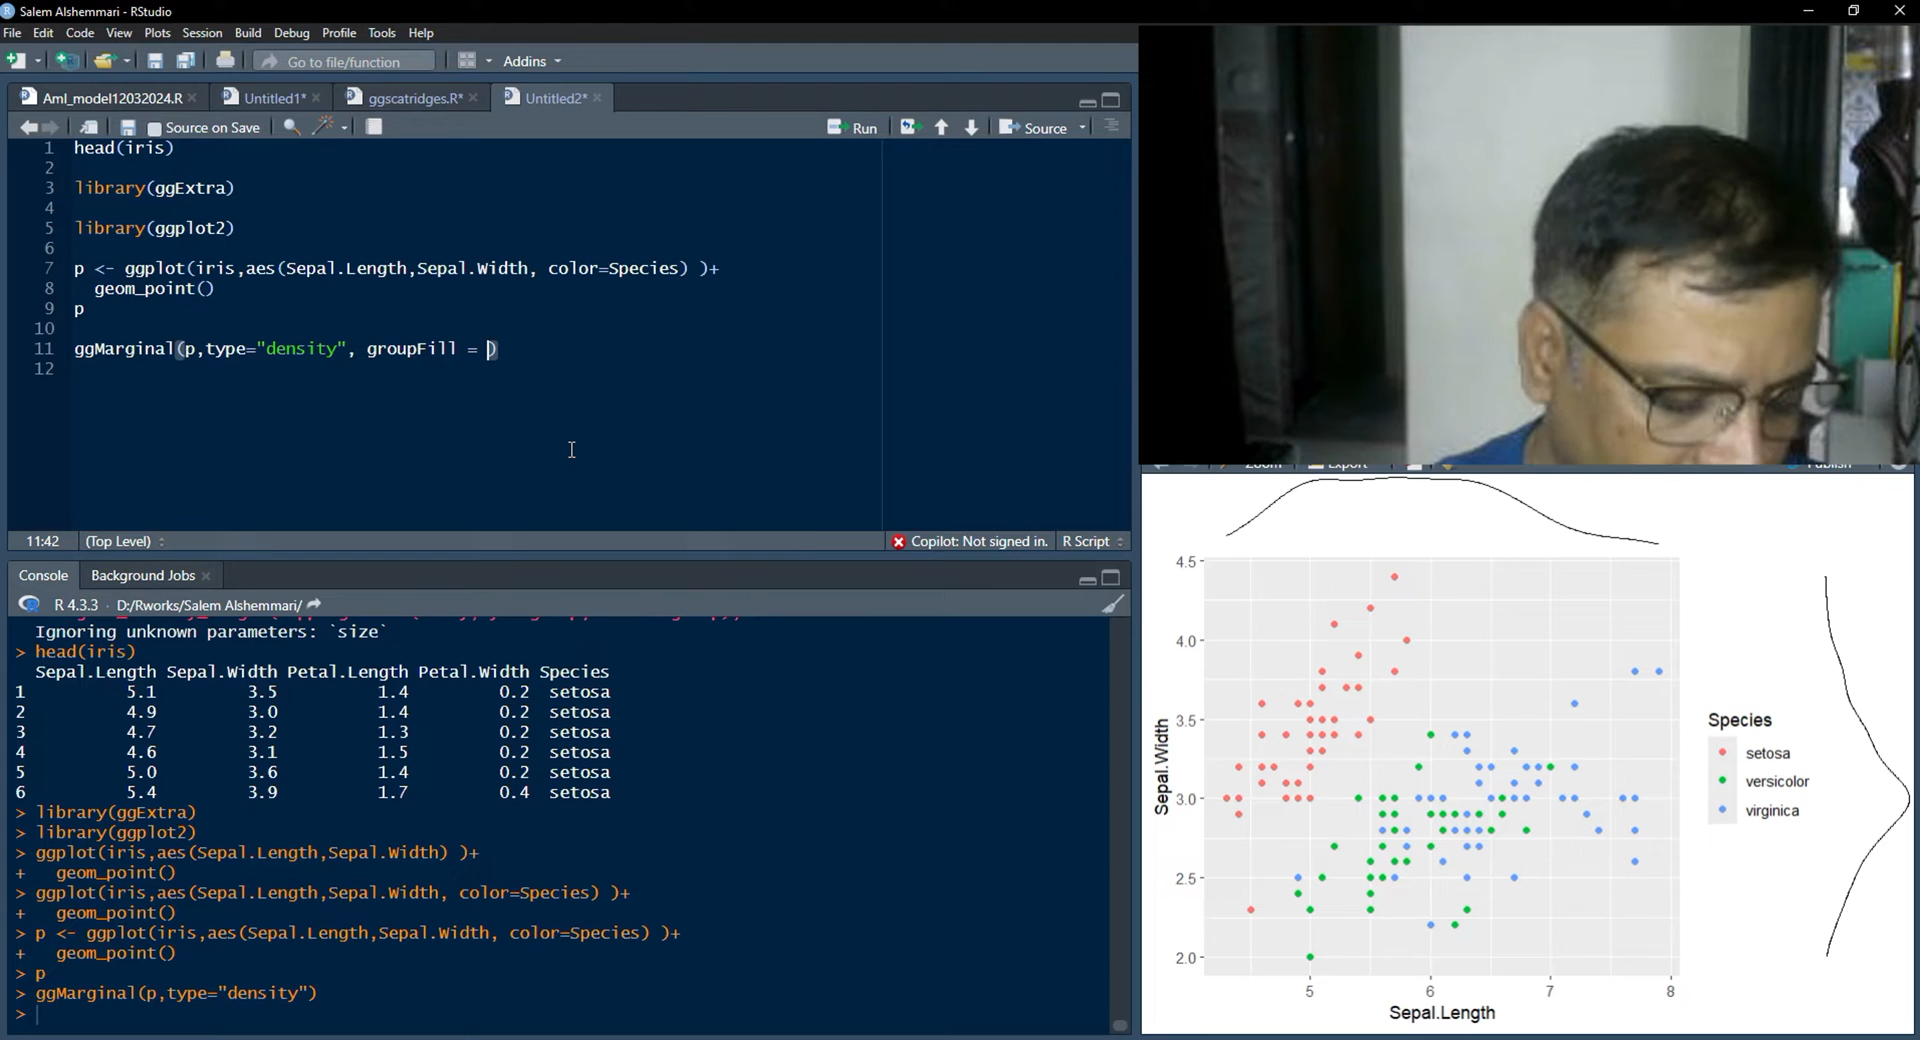 Salem Alshemmari - RStudio
File Edit Code View Plots Session Build Debug Profile Tools Help
Go to file/function Addins
Aml_model12032024.R Untitled1* ggscatridges.R* Untitled2*
Source on Save Run Source
1 head(iris)
2
3 library(ggExtra)
4
5 library(ggplot2)
6
7 p <- ggplot(iris,aes(Sepal.Length,Sepal.Width, color=Species) )+
8 geom_point()
9 p
10
11 ggMarginal(p,type="density", groupFill = )
12
11:42 (Top Level) Copilot: Not signed in. R Script
Console Background Jobs
R 4.3.3 · D:/Rworks/Salem Alshemmari/
Ignoring unknown parameters: `size`
> head(iris)
Sepal.Length Sepal.Width Petal.Length Petal.Width Species
1 5.1 3.5 1.4 0.2 setosa
2 4.9 3.0 1.4 0.2 setosa
3 4.7 3.2 1.3 0.2 setosa
4 4.6 3.1 1.5 0.2 setosa
5 5.0 3.6 1.4 0.2 setosa
6 5.4 3.9 1.7 0.4 setosa
> library(ggExtra)
> library(ggplot2)
> ggplot(iris,aes(Sepal.Length,Sepal.Width) )+
+ geom_point()
> ggplot(iris,aes(Sepal.Length,Sepal.Width, color=Species) )+
+ geom_point()
> p <- ggplot(iris,aes(Sepal.Length,Sepal.Width, color=Species) )+
+ geom_point()
> p
> ggMarginal(p,type="density")
>
Zoom Export Publish
4.5
4.0
3.5
3.0
2.5
2.0
Sepal.Width
5 6 7 8
Sepal.Length
Species
setosa
versicolor
virginica